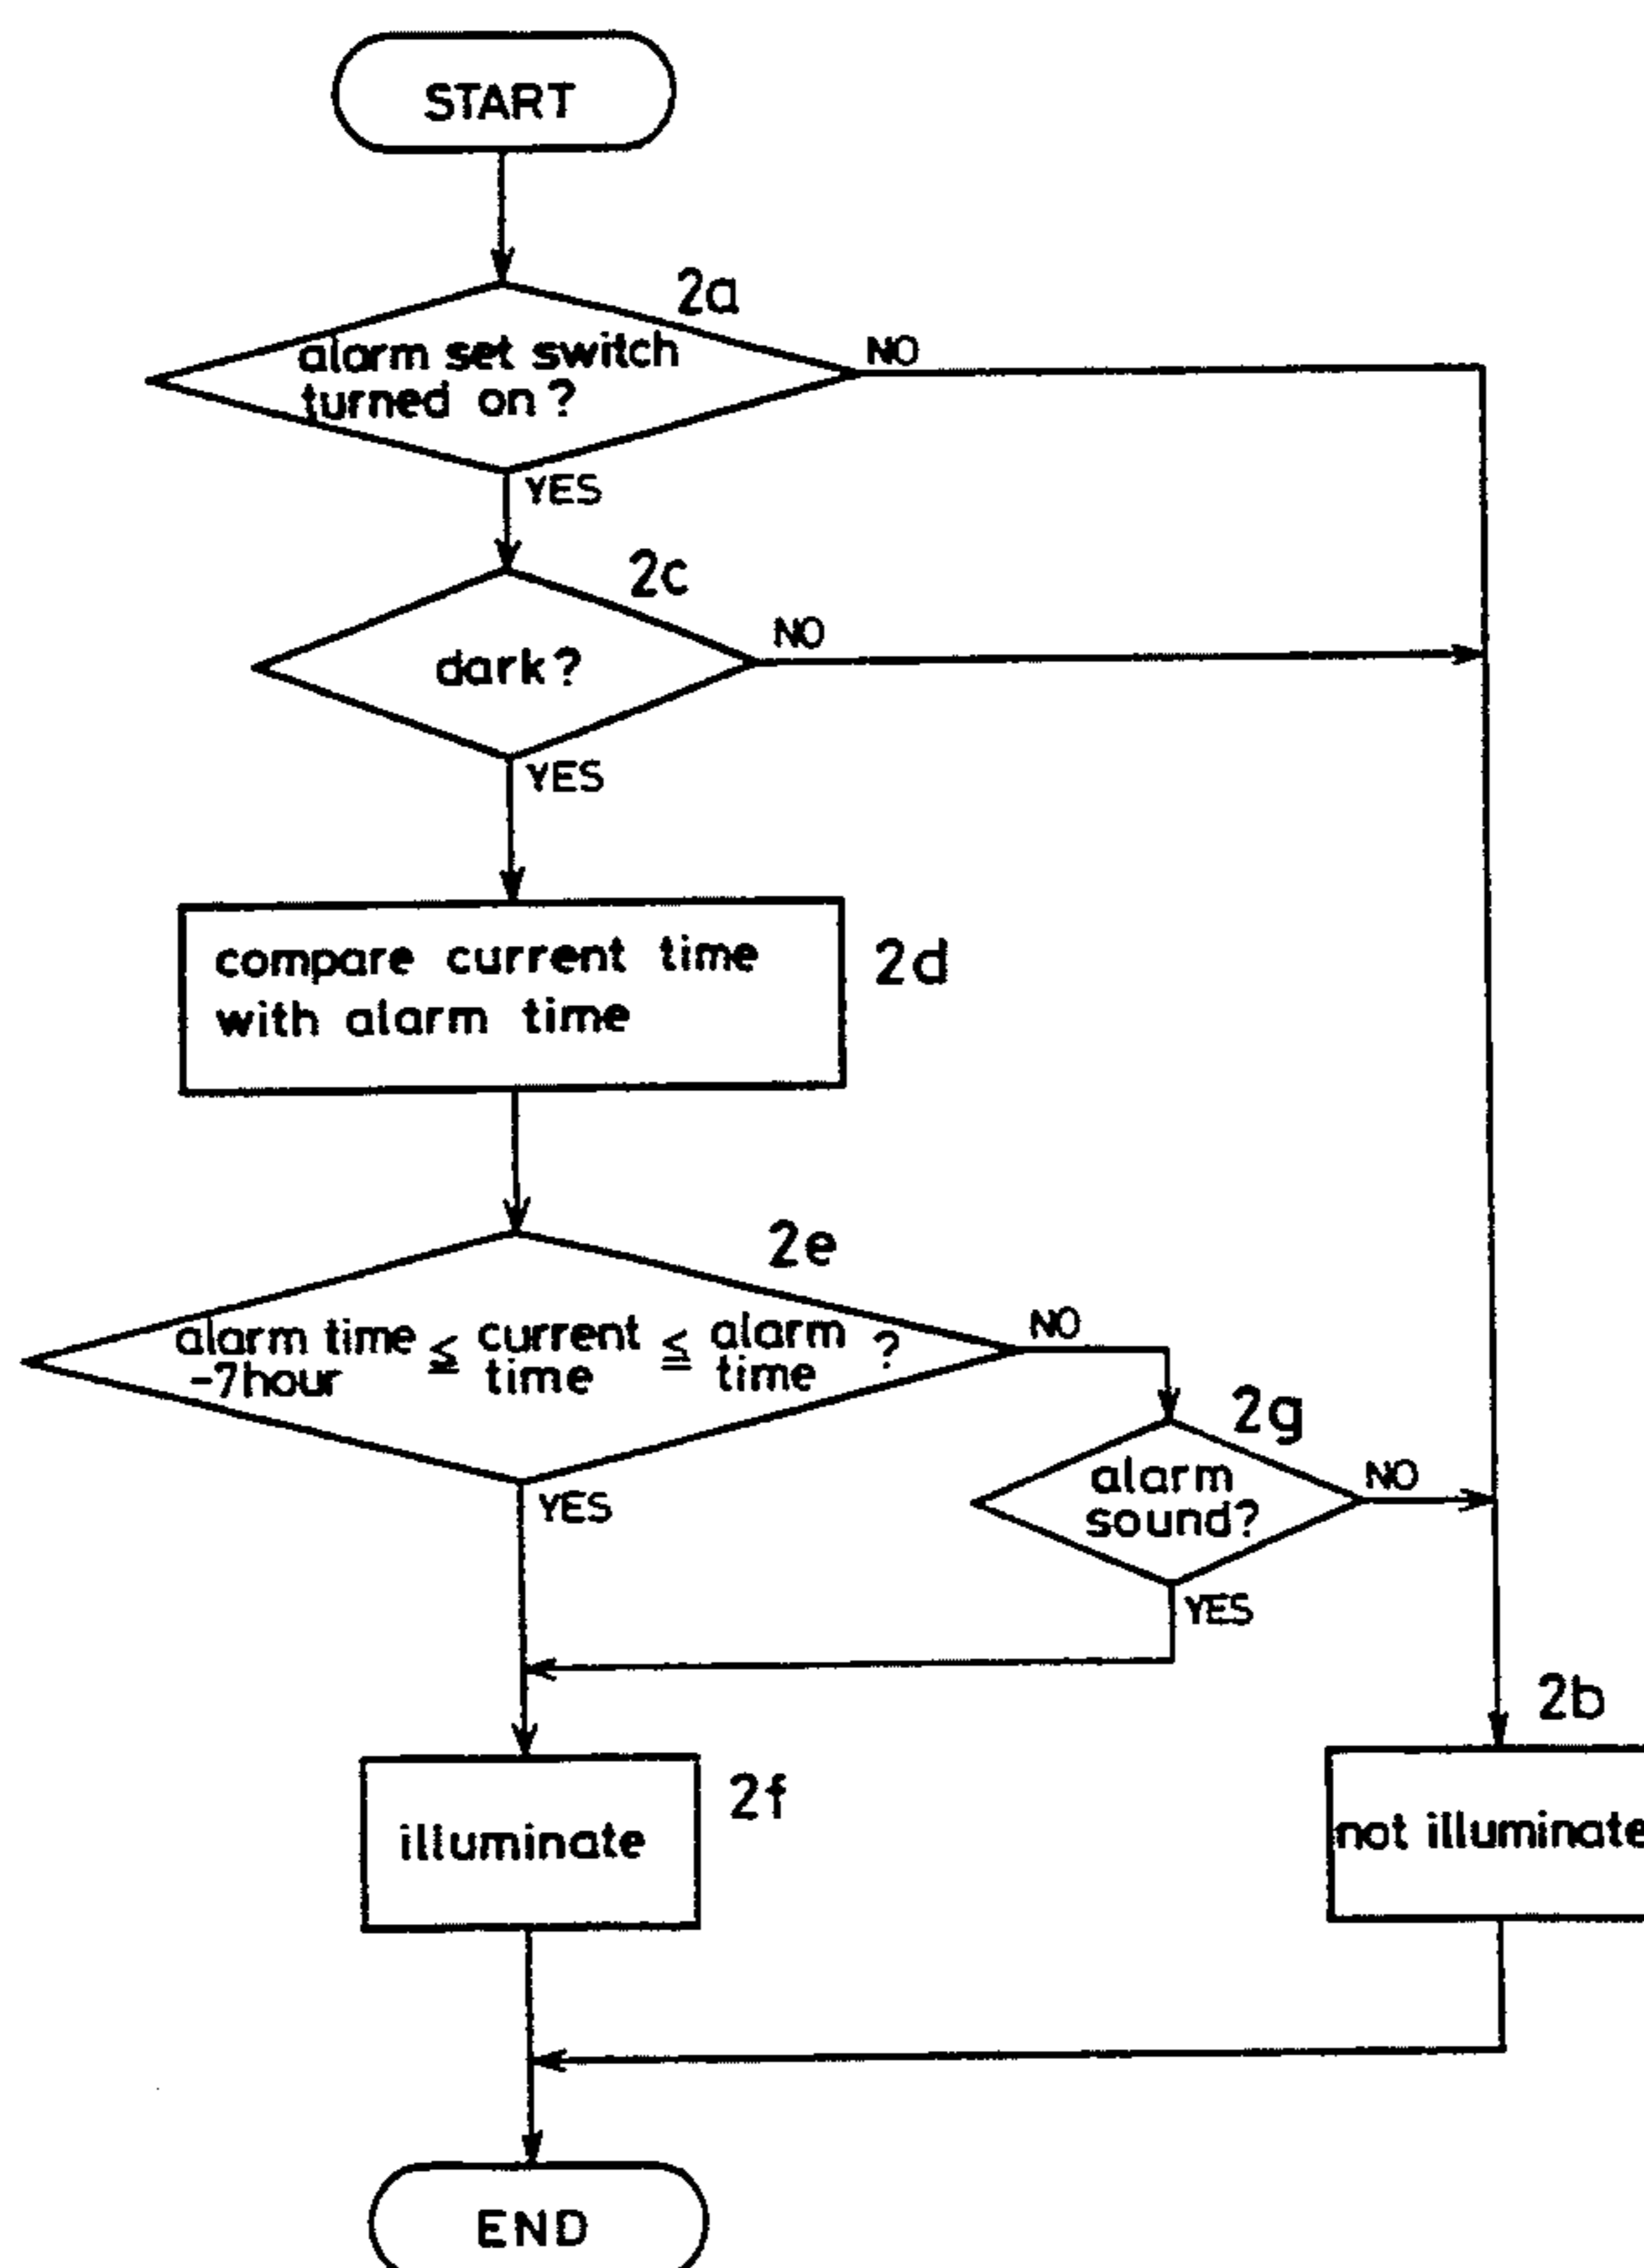 START
2a
alarm set switch
turned on ?
NO
YES
2c
dark?
NO
YES
compare current time
with alarm time
2d
2e
alarm time ≦ current ≦ alarm ?
-7hour time time
NO
YES
2g
alarm
sound?
NO
YES
2b
illuminate
2f
not illuminate
END